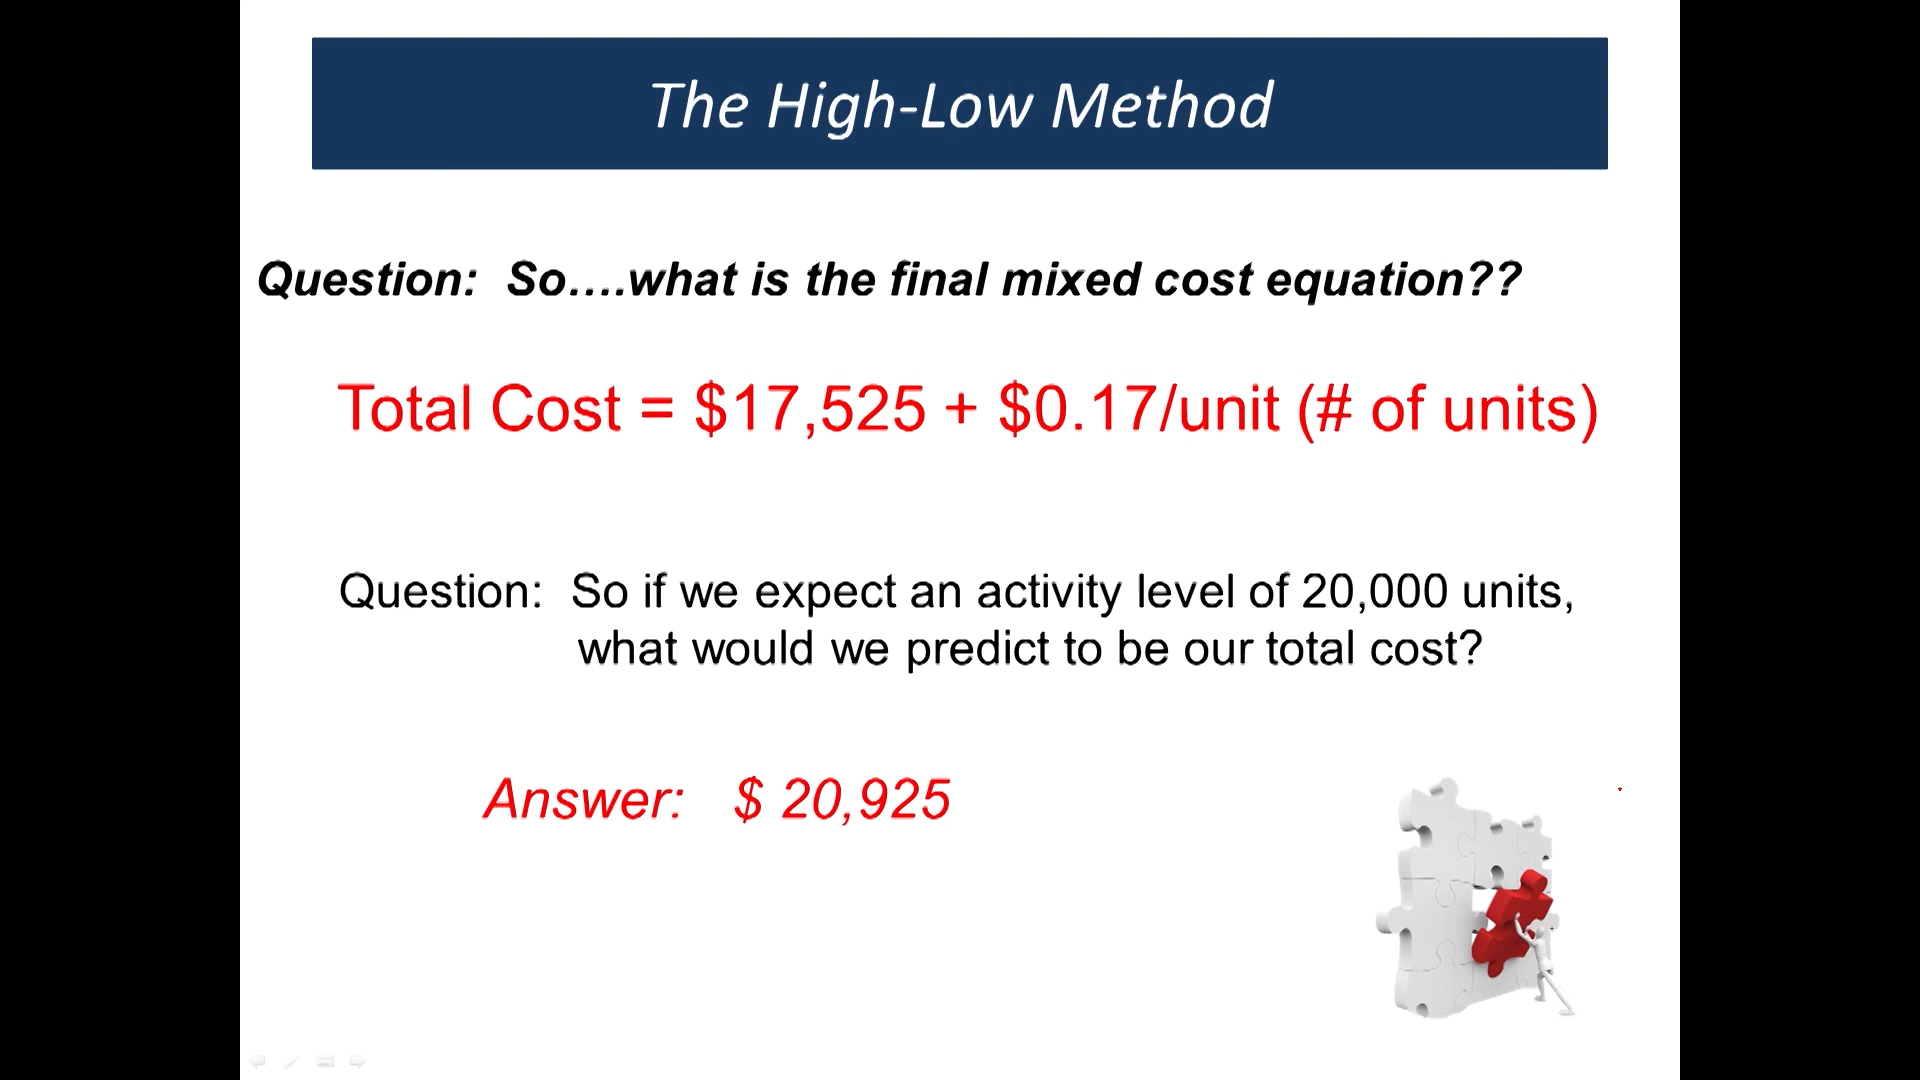 The High-Low Method
Question:  So....what is the final mixed cost equation??
Total Cost = $17,525 + $0.17/unit (# of units)
Question:  So if we expect an activity level of 20,000 units,
what would we predict to be our total cost?
Answer:   $ 20,925